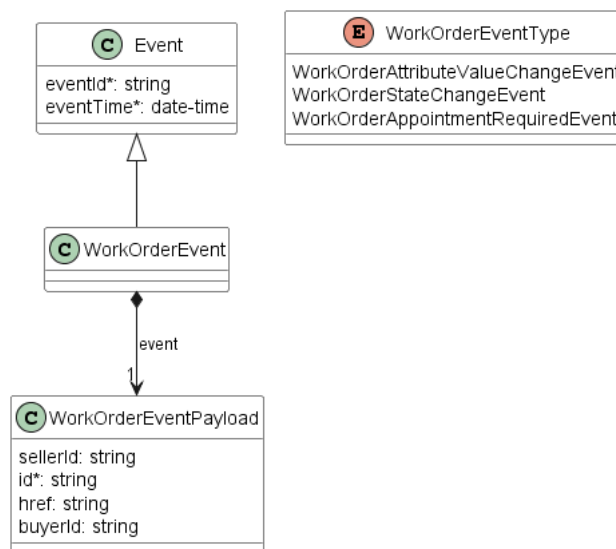 C Event
eventId*: string
eventTime*: date-time
E WorkOrderEventType
WorkOrderAttributeValueChangeEvent
WorkOrderStateChangeEvent
WorkOrderAppointmentRequiredEvent
C WorkOrderEvent
event
1
C WorkOrderEventPayload
sellerId: string
id*: string
href: string
buyerId: string